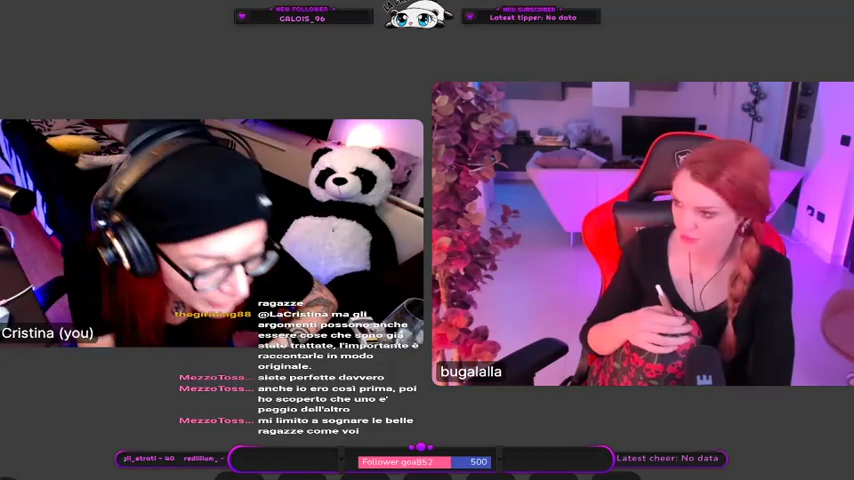 NEW FOLLOWER
GALOIS_96
NEW SUBSCRIBER
Latest tipper: No data
Cristina (you)
bugalalla
ragazze
@LaCristina ma gli
argomenti possono anche
essere cose che sono già
state trattate, l'importante è
raccontarle in modo
originale.
MezzoToss... siete perfette davvero
MezzoToss... anche io ero così prima, poi
ho scoperto che uno e'
peggio dell'altro
MezzoToss... mi limito a sognare le belle
ragazze come voi
Follower goal
500
Latest cheer: No data